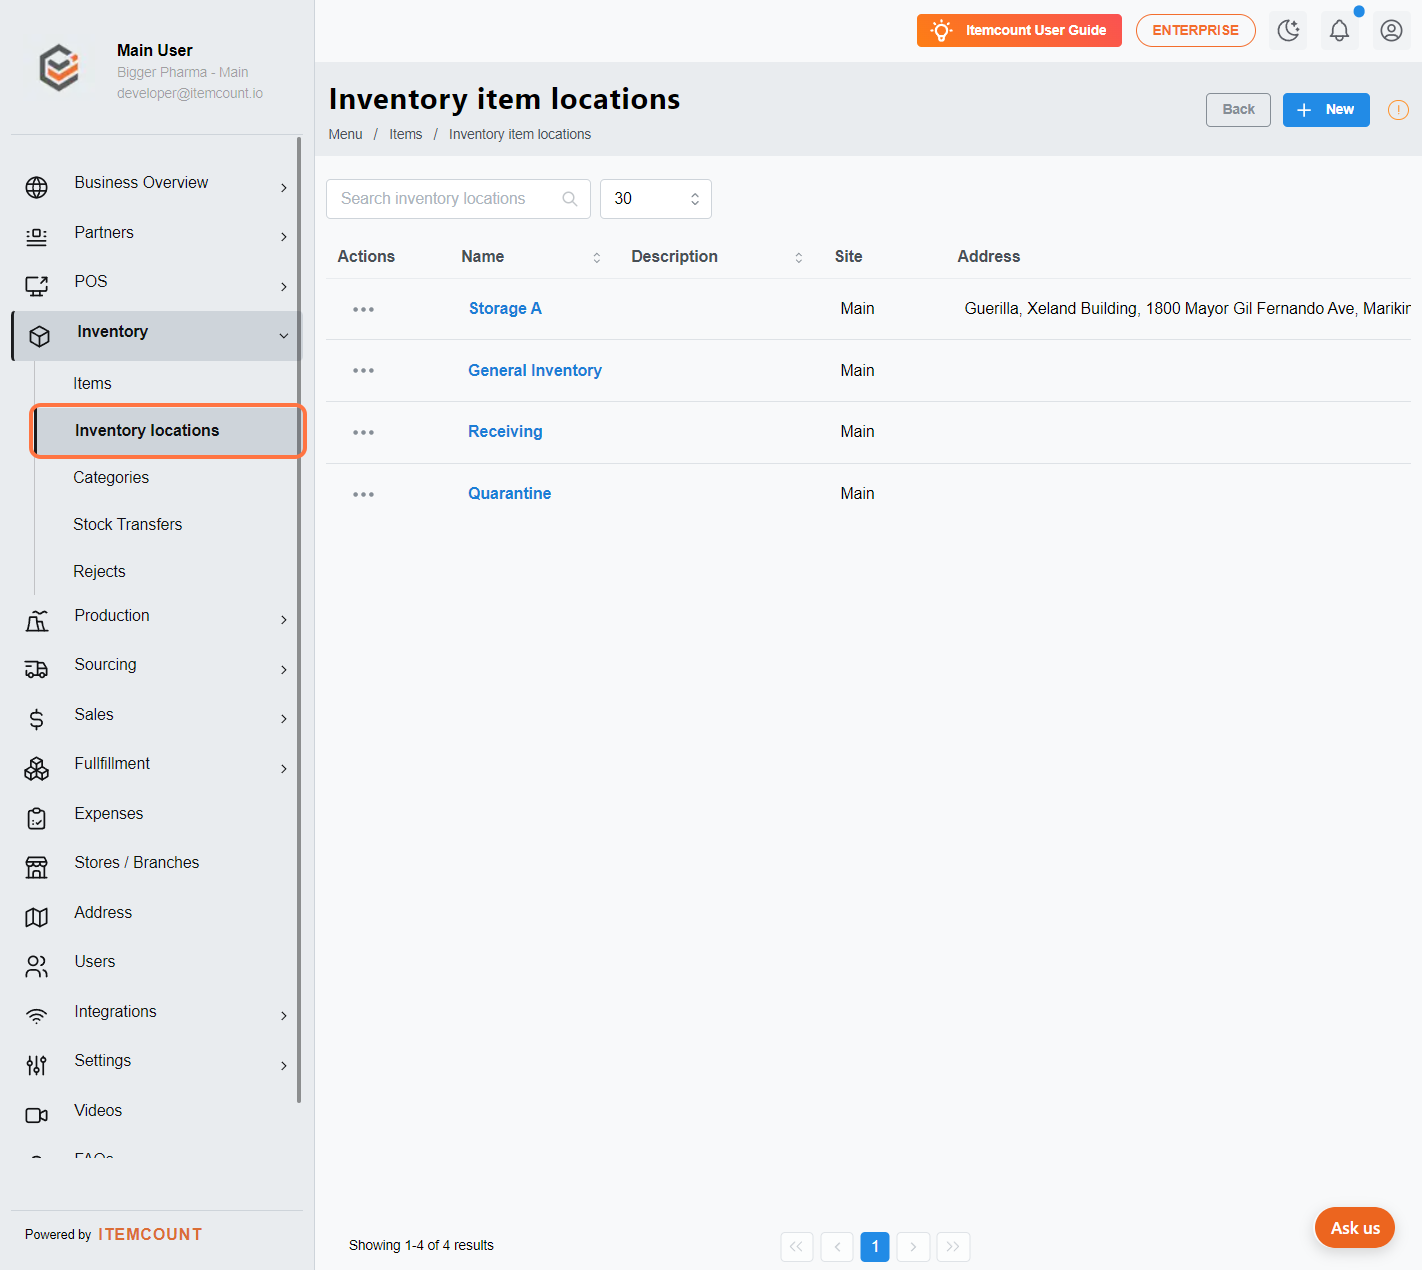 Main User
Bigger Pharma - Main
developer@itemcount.io
Business Overview
Partners
POS
Inventory
Items
Inventory locations
Categories
Stock Transfers
Rejects
Production
Sourcing
Sales
Fullfillment
Expenses
Stores / Branches
Address
Users
Integrations
Settings
Videos
FAQs
Powered by ITEMCOUNT
Itemcount User Guide
ENTERPRISE
Inventory item locations
Menu / Items / Inventory item locations
Back
+ New
Search inventory locations
30
Actions Name Description Site Address
Storage A Main Guerilla, Xeland Building, 1800 Mayor Gil Fernando Ave, Marikin
General Inventory Main
Receiving Main
Quarantine Main
Showing 1-4 of 4 results
1
Ask us